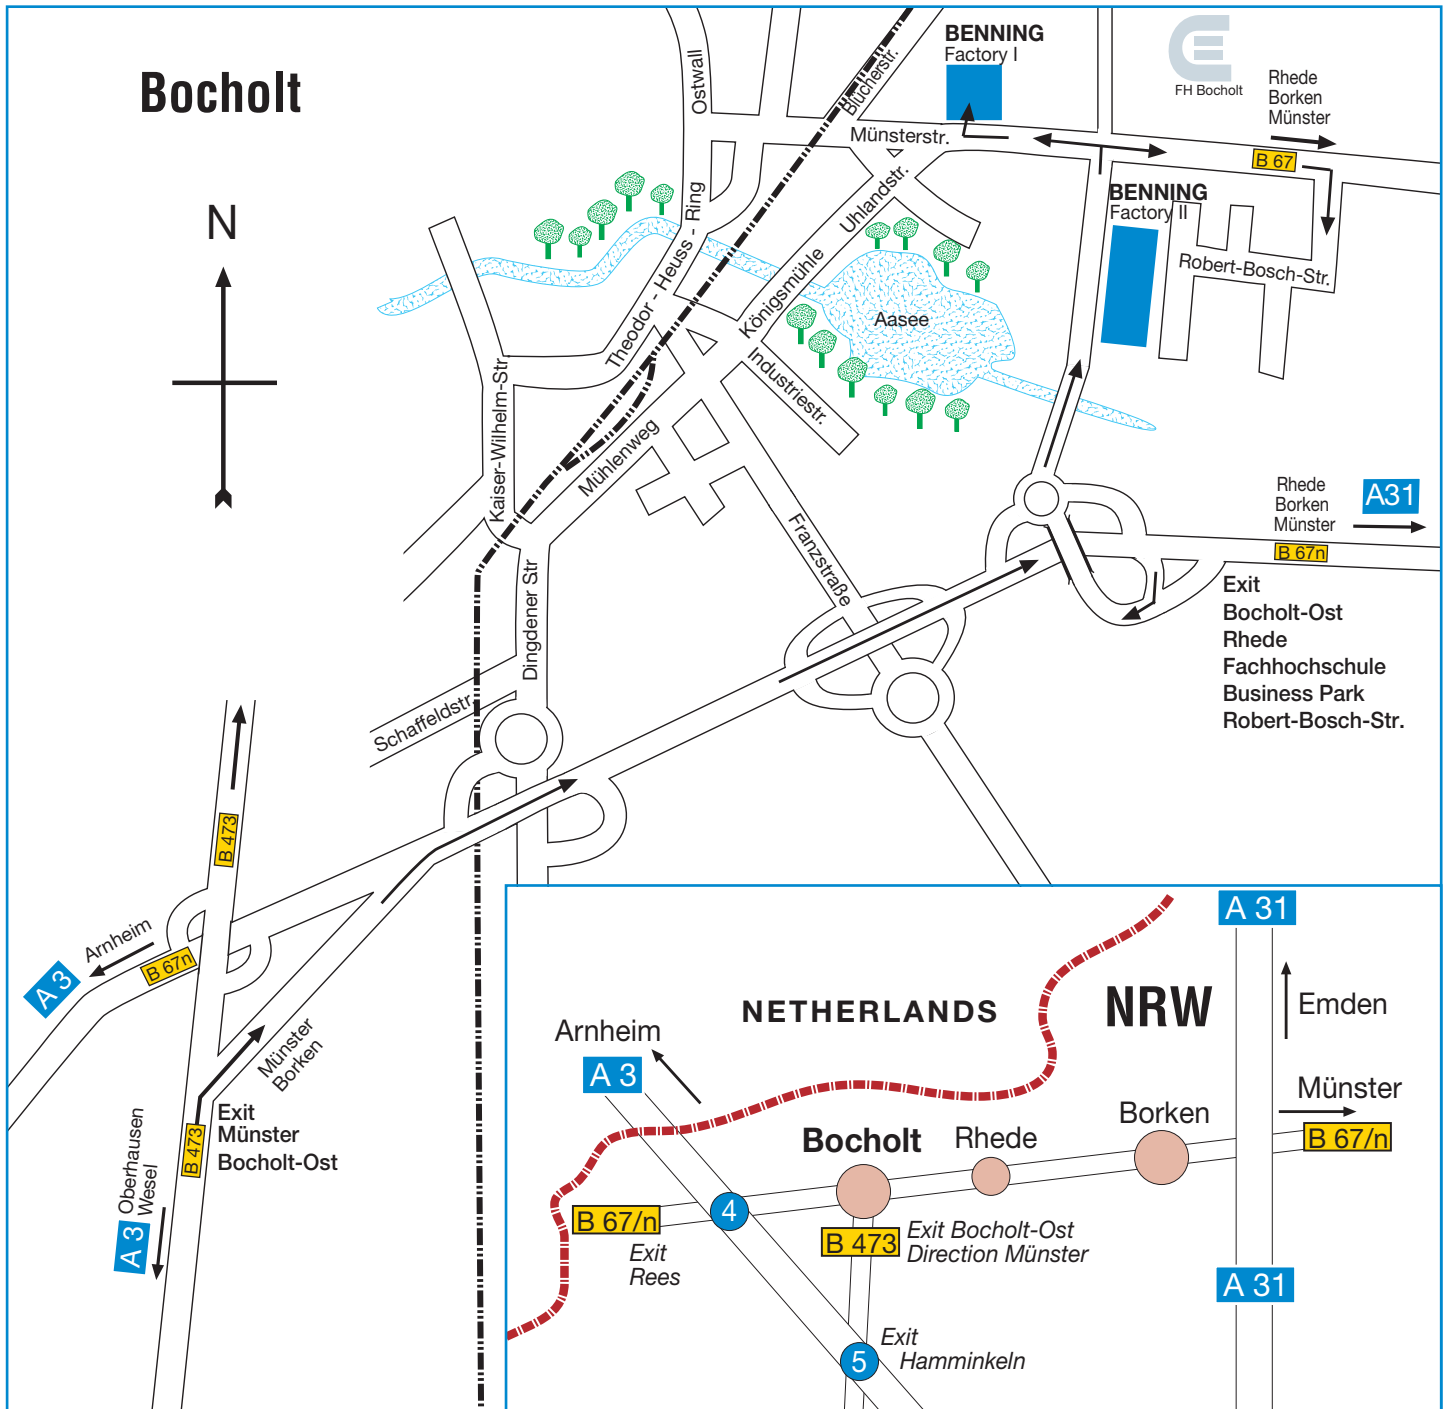 Bocholt
N
Ostwall
Blücherstr.
BENNING
Factory I
FH Bocholt
Rhede
Borken
Münster
B 67
Münsterstr.
Uhlandstr.
BENNING
Factory II
Robert-Bosch-Str.
Theodor - Heuss - Ring
Königsmühle
Aasee
Industriestr.
Kaiser-Wilhelm-Str
Mühlenweg
Franzstraße
Dingdener Str
Schaffeldstr.
Rhede
Borken
Münster
A31
B 67n
Exit
Bocholt-Ost
Rhede
Fachhochschule
Business Park
Robert-Bosch-Str.
B 473
Arnheim
A 3
B 67n
Münster
Borken
Exit
Münster
Bocholt-Ost
B 473
Oberhausen
Wesel
A 3
A 31
NETHERLANDS
NRW
Emden
Arnheim
A 3
Münster
B 67/n
Borken
Rhede
Bocholt
4
B 67/n
Exit
Rees
B 473
Exit Bocholt-Ost
Direction Münster
A 31
5
Exit
Hamminkeln